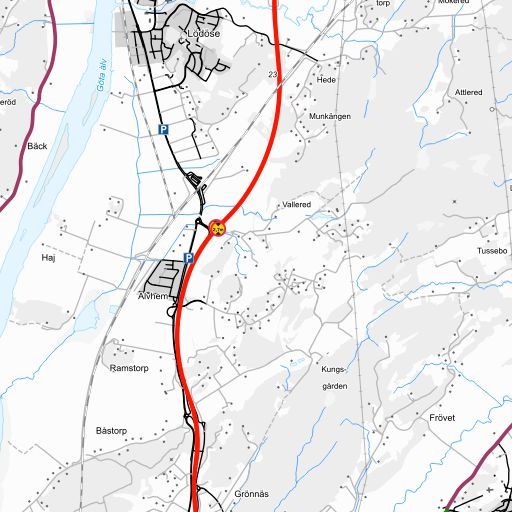 torp
Mokered
Lödöse
Göta älv
23
Hede
Attlered
eröd
Munkängen
P
Bäck
Vallered
Haj
Tussebo
P
Älvhem
Ramstorp
Kungs-
gården
Båstorp
Frövet
Grönnäs